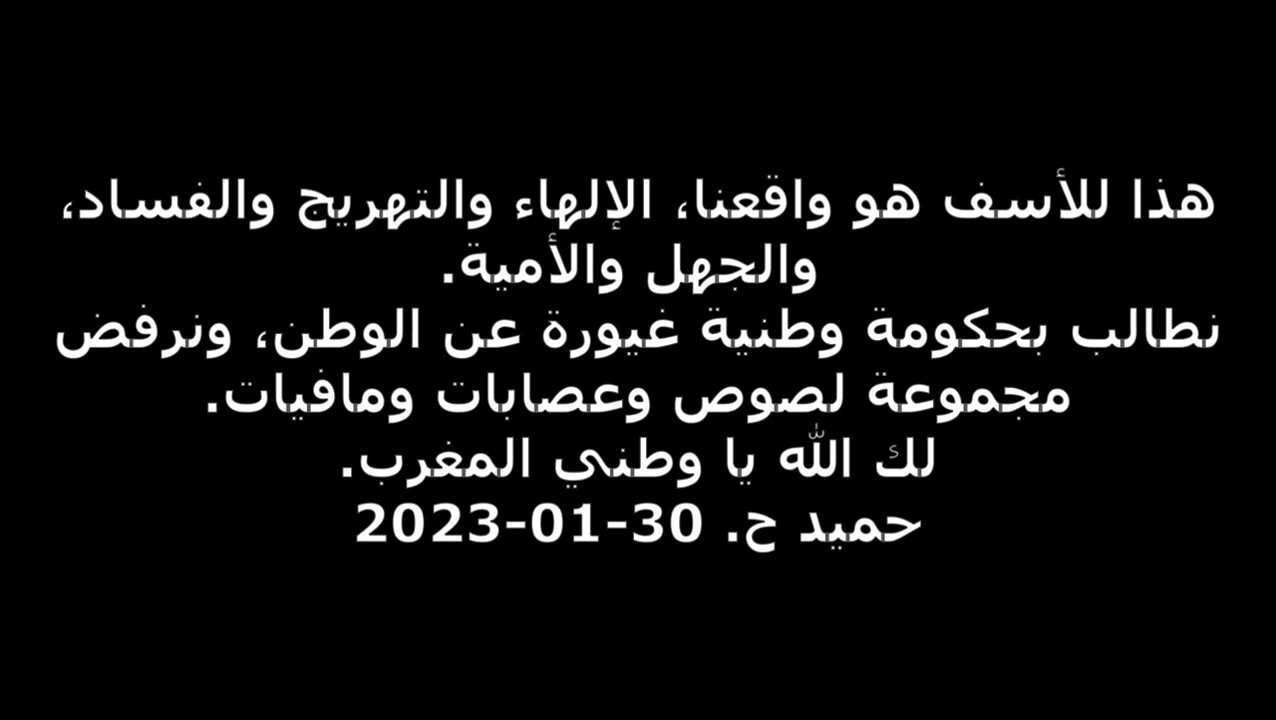 هذا للأسف هو واقعنا، الإلهاء والتهريج والفساد،
والجهل والأمية.
نطالب بحكومة وطنية غيورة عن الوطن، ونرفض
مجموعة لصوص وعصابات ومافيات.
لك الله يا وطني المغرب.
حميد ح. 30-01-2023